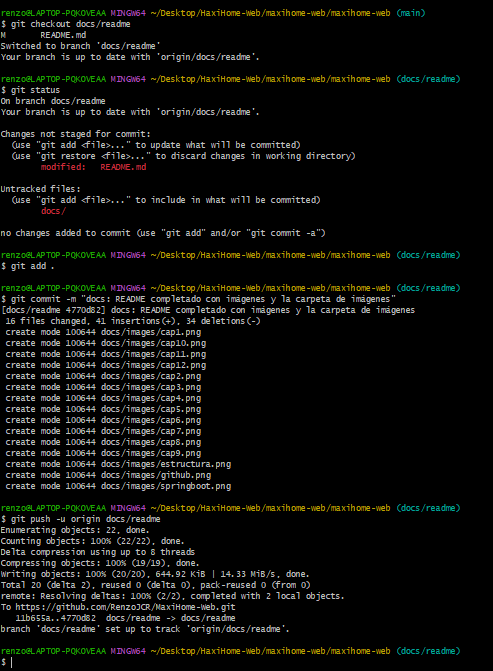 renzo@LAPTOP-PQKOVEAA MINGW64 ~/Desktop/HaxiHome-Web/maxihome-web/maxihome-web (main)
$ git checkout docs/readme
M       README.md
Switched to branch 'docs/readme'
Your branch is up to date with 'origin/docs/readme'.

renzo@LAPTOP-PQKOVEAA MINGW64 ~/Desktop/HaxiHome-Web/maxihome-web/maxihome-web (docs/readme)
$ git status
On branch docs/readme
Your branch is up to date with 'origin/docs/readme'.

Changes not staged for commit:
  (use "git add <file>..." to update what will be committed)
  (use "git restore <file>..." to discard changes in working directory)
        modified:   README.md

Untracked files:
  (use "git add <file>..." to include in what will be committed)
        docs/

no changes added to commit (use "git add" and/or "git commit -a")

renzo@LAPTOP-PQKOVEAA MINGW64 ~/Desktop/HaxiHome-Web/maxihome-web/maxihome-web (docs/readme)
$ git add .

renzo@LAPTOP-PQKOVEAA MINGW64 ~/Desktop/HaxiHome-Web/maxihome-web/maxihome-web (docs/readme)
$ git commit -m "docs: README completado con imágenes y la carpeta de imágenes"
[docs/readme 4770d82] docs: README completado con imágenes y la carpeta de imágenes
 16 files changed, 41 insertions(+), 34 deletions(-)
 create mode 100644 docs/images/cap1.png
 create mode 100644 docs/images/cap10.png
 create mode 100644 docs/images/cap11.png
 create mode 100644 docs/images/cap12.png
 create mode 100644 docs/images/cap2.png
 create mode 100644 docs/images/cap3.png
 create mode 100644 docs/images/cap4.png
 create mode 100644 docs/images/cap5.png
 create mode 100644 docs/images/cap6.png
 create mode 100644 docs/images/cap7.png
 create mode 100644 docs/images/cap8.png
 create mode 100644 docs/images/cap9.png
 create mode 100644 docs/images/estructura.png
 create mode 100644 docs/images/github.png
 create mode 100644 docs/images/springboot.png

renzo@LAPTOP-PQKOVEAA MINGW64 ~/Desktop/HaxiHome-Web/maxihome-web/maxihome-web (docs/readme)
$ git push -u origin docs/readme
Enumerating objects: 22, done.
Counting objects: 100% (22/22), done.
Delta compression using up to 8 threads
Compressing objects: 100% (19/19), done.
Writing objects: 100% (20/20), 644.92 KiB | 14.33 MiB/s, done.
Total 20 (delta 2), reused 0 (delta 0), pack-reused 0 (from 0)
remote: Resolving deltas: 100% (2/2), completed with 2 local objects.
To https://github.com/RenzoJCR/MaxiHome-Web.git
   11b655a..4770d82  docs/readme -> docs/readme
branch 'docs/readme' set up to track 'origin/docs/readme'.

renzo@LAPTOP-PQKOVEAA MINGW64 ~/Desktop/HaxiHome-Web/maxihome-web/maxihome-web (docs/readme)
$